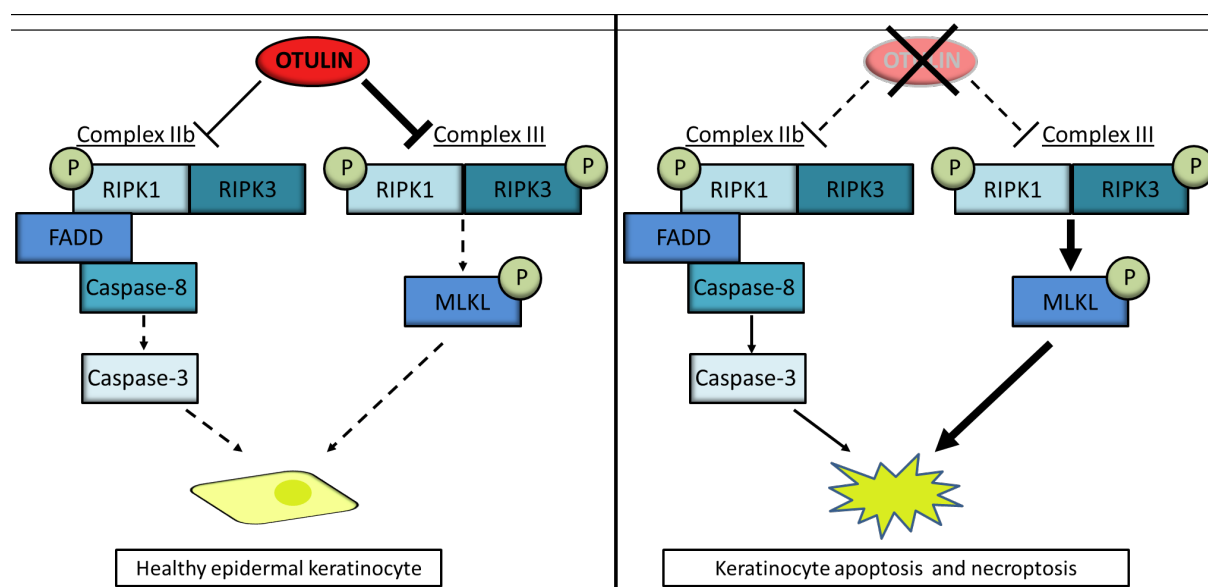 OTULIN
Complex IIb
Complex III
P
RIPK1
RIPK3
P
RIPK1
RIPK3
P
FADD
Caspase-8
MLKL
P
Caspase-3
Healthy epidermal keratinocyte
OTULIN
Complex IIb
Complex III
P
RIPK1
RIPK3
P
RIPK1
RIPK3
P
FADD
Caspase-8
MLKL
P
Caspase-3
Keratinocyte apoptosis and necroptosis